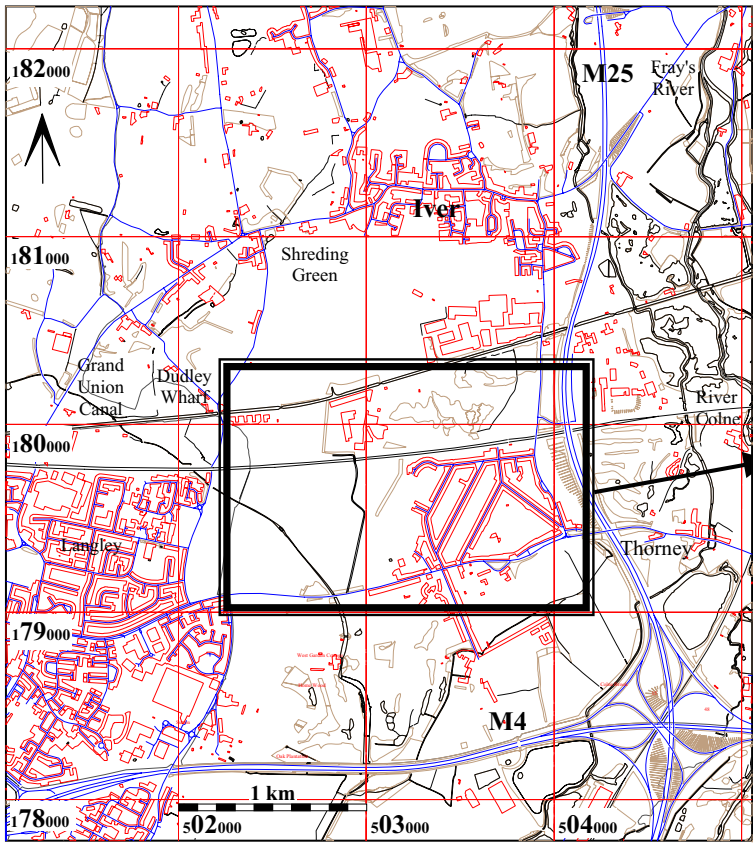 182000
M25
Fray's
River
Iver
181000
Shreding
Green
Grand
Union
Canal
Dudley
Wharf
River
Colne
180000
Langley
Thorney
179000
M4
1 km
178000
502000
503000
504000